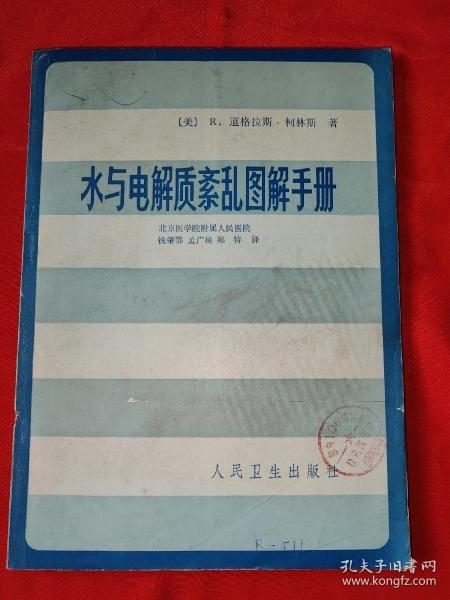 〔美〕 R．道格拉斯·柯林斯 著
水与电解质紊乱图解手册
北京医学院附属人民医院
钱肇鄂 孟广栋 郑 特 译
人民卫生出版社
孔夫子旧书网
www.kongfz.com